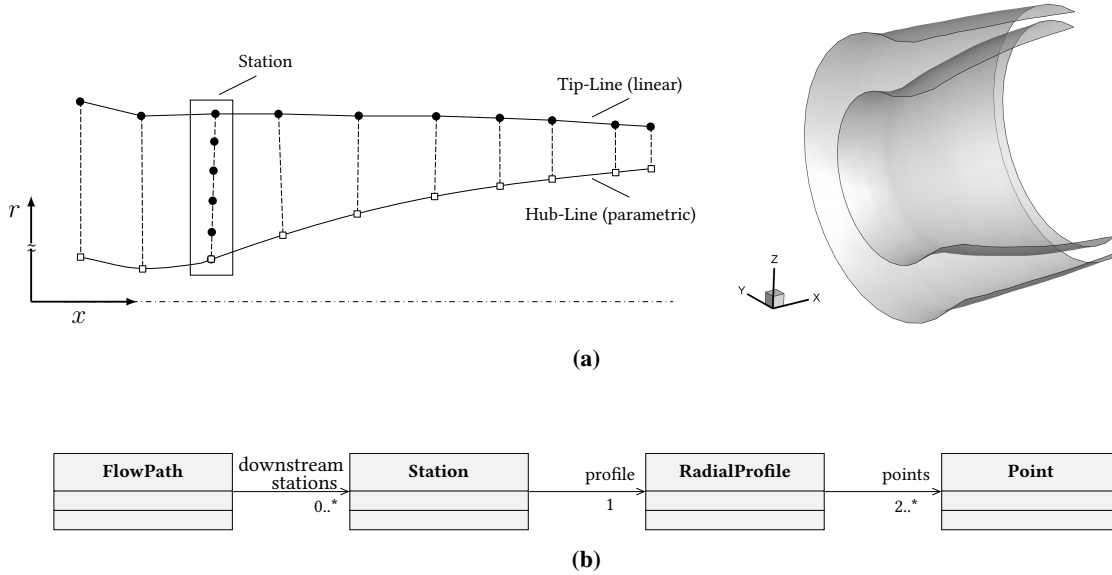 Station
Tip-Line (linear)
r
≈
Hub-Line (parametric)
x
Z
Y
X
(a)
FlowPath
downstream
stations
0..*
Station
profile
1
RadialProfile
points
2..*
Point
(b)